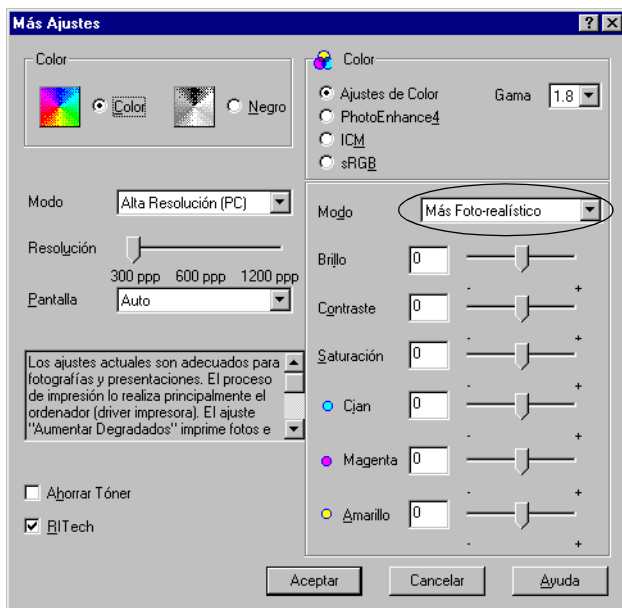 Más Ajustes
Color
Color
Negro
Modo
Alta Resolución (PC)
Resolución
300 ppp 600 ppp 1200 ppp
Pantalla
Auto
Los ajustes actuales son adecuados para
fotografías y presentaciones. El proceso
de impresión lo realiza principalmente el
ordenador (driver impresora). El ajuste
"Aumentar Degradados" imprime fotos e
Ahorrar Tóner
RITech
Color
Ajustes de Color
Gama
1.8
PhotoEnhance4
ICM
sRGB
Modo
Más Foto-realístico
Brillo 0
- +
Contraste 0
- +
Saturación 0
- +
Cian 0
- +
Magenta 0
- +
Amarillo 0
- +
Aceptar Cancelar Ayuda